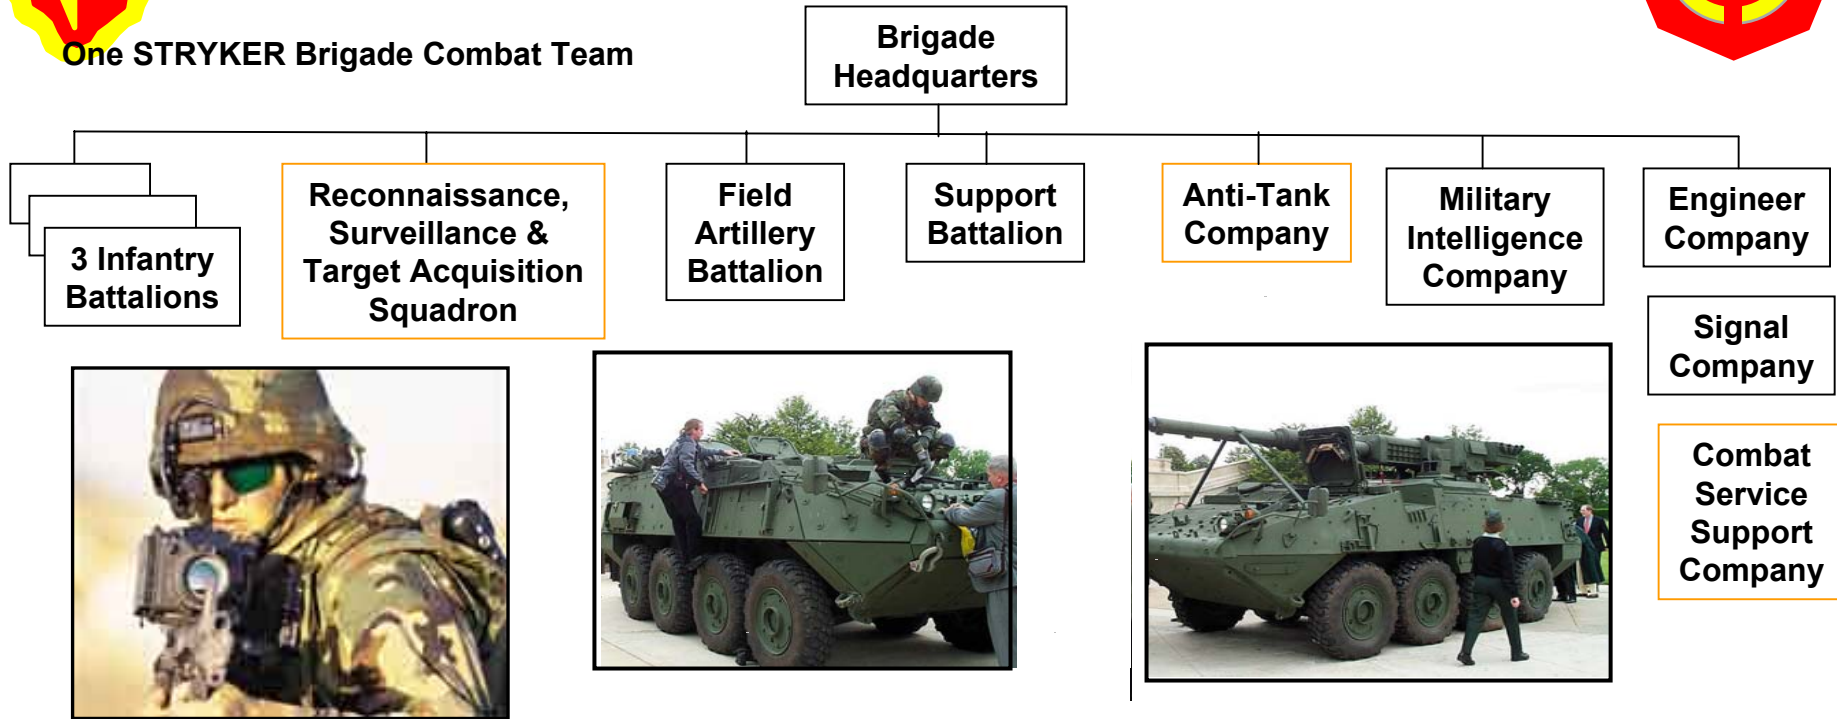 One STRYKER Brigade Combat Team
Brigade
Headquarters
3 Infantry
Battalions
Reconnaissance,
Surveillance &
Target Acquisition
Squadron
Field
Artillery
Battalion
Support
Battalion
Anti-Tank
Company
Military
Intelligence
Company
Engineer
Company
Signal
Company
Combat
Service
Support
Company